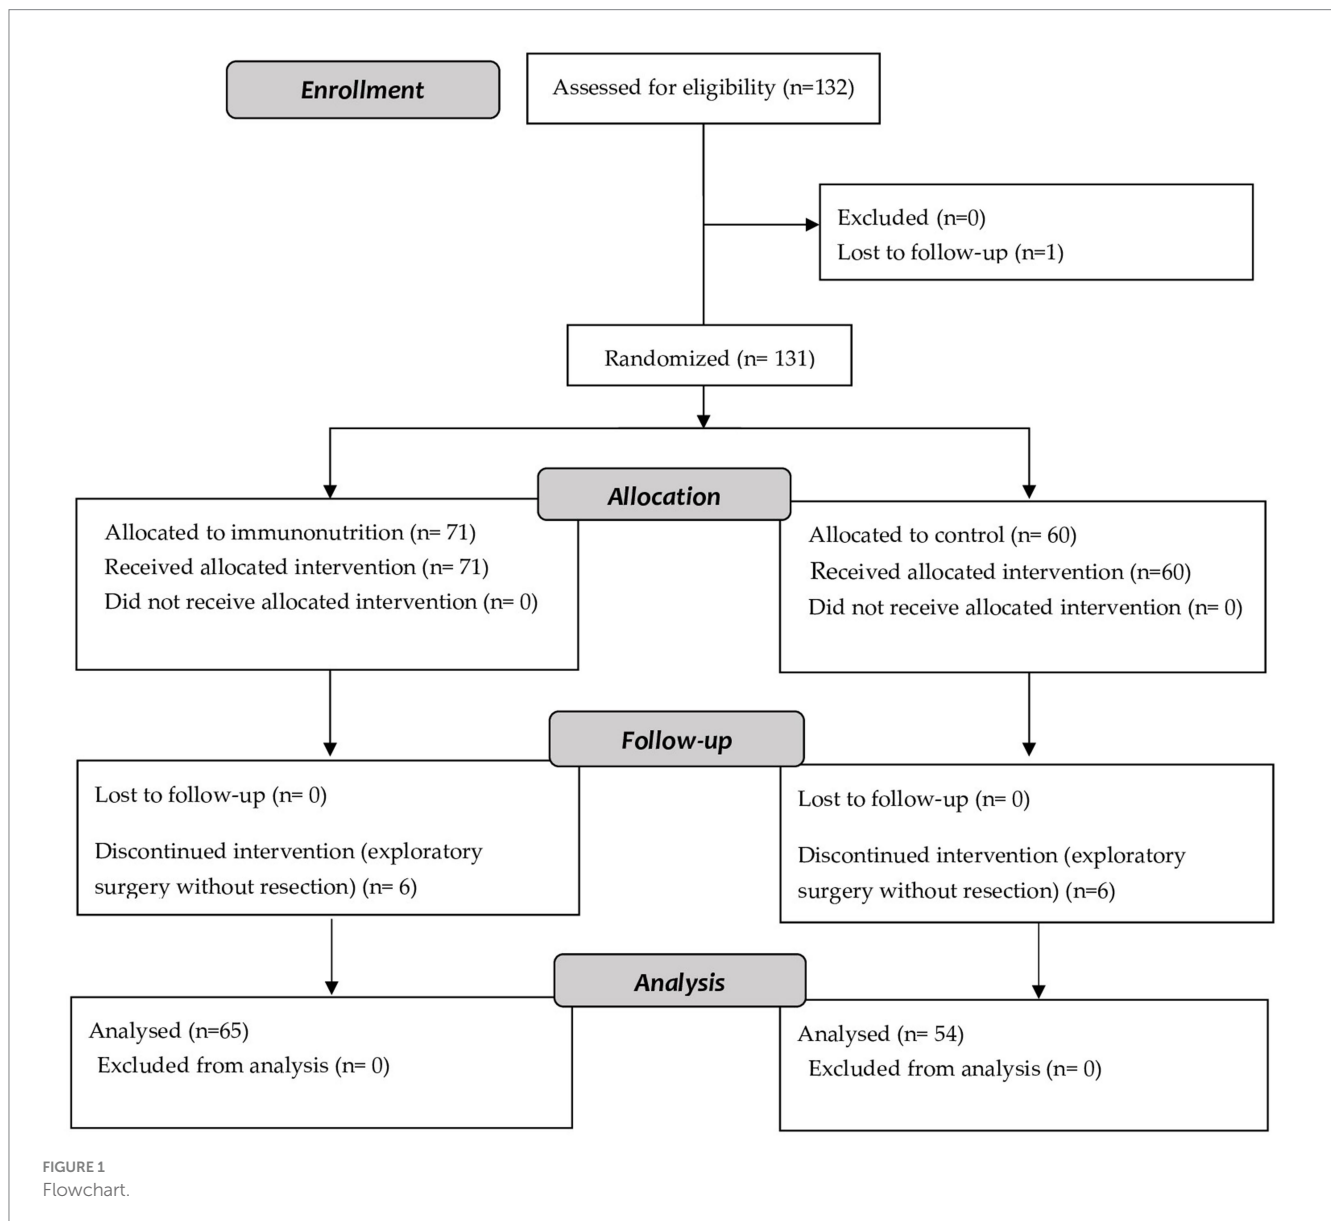 Enrollment
Assessed for eligibility (n=132)
Excluded (n=0)
Lost to follow-up (n=1)
Randomized (n= 131)
Allocation
Allocated to immunonutrition (n= 71)
Received allocated intervention (n= 71)
Did not receive allocated intervention (n= 0)
Allocated to control (n= 60)
Received allocated intervention (n=60)
Did not receive allocated intervention (n= 0)
Follow-up
Lost to follow-up (n= 0)
Discontinued intervention (exploratory
surgery without resection) (n= 6)
Lost to follow-up (n= 0)
Discontinued intervention (exploratory
surgery without resection) (n=6)
Analysis
Analysed (n=65)
Excluded from analysis (n= 0)
Analysed (n= 54)
Excluded from analysis (n= 0)
FIGURE 1
Flowchart.